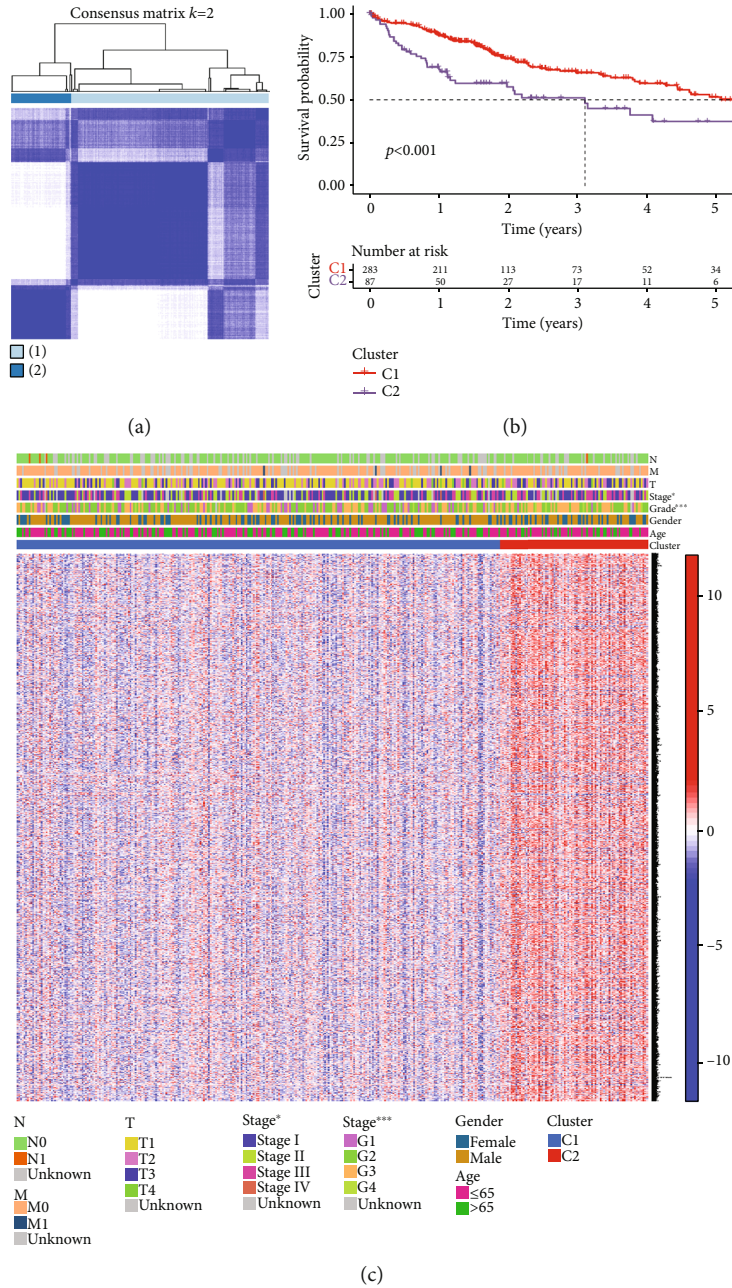 Consensus matrix k=2
(1)
(2)
(a)
Survival probability
1.00
0.75
0.50
0.25
0.00
p<0.001
0 1 2 3 4 5
Time (years)
Number at risk
Cluster
C1 283 211 113 73 52 34
C2 87 50 27 17 11 6
0 1 2 3 4 5
Time (years)
Cluster
C1
C2
(b)
N
M
T
Stage*
Grade***
Gender
Age
Cluster
10
5
0
−5
−10
N
N0
N1
Unknown
M
M0
M1
Unknown
T
T1
T2
T3
T4
Unknown
Stage*
Stage I
Stage II
Stage III
Stage IV
Unknown
Stage***
G1
G2
G3
G4
Unknown
Gender
Female
Male
Age
≤65
>65
Cluster
C1
C2
(c)